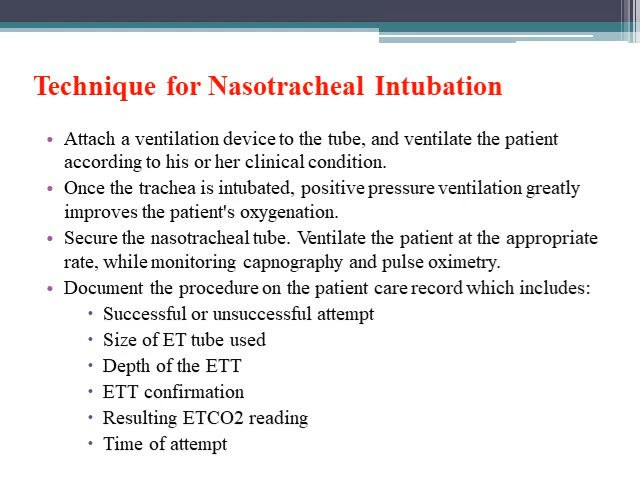 Technique for Nasotracheal Intubation
• Attach a ventilation device to the tube, and ventilate the patient
according to his or her clinical condition.
• Once the trachea is intubated, positive pressure ventilation greatly
improves the patient's oxygenation.
• Secure the nasotracheal tube. Ventilate the patient at the appropriate
rate, while monitoring capnography and pulse oximetry.
• Document the procedure on the patient care record which includes:
• Successful or unsuccessful attempt
• Size of ET tube used
• Depth of the ETT
• ETT confirmation
• Resulting ETCO2 reading
• Time of attempt